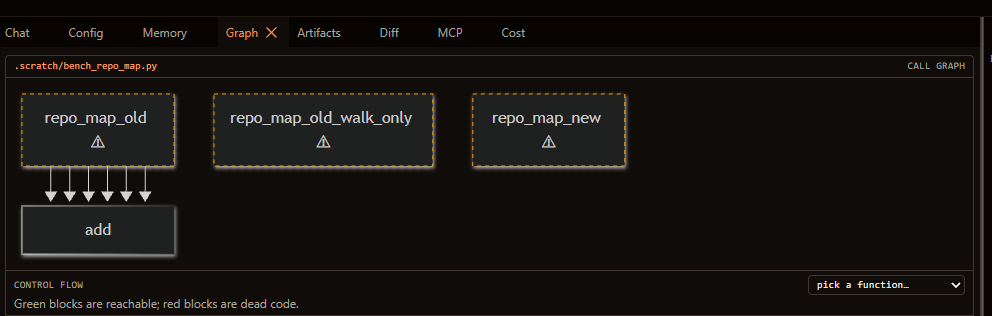 Chat Config Memory Graph Artifacts Diff MCP Cost
.scratch/bench_repo_map.py CALL GRAPH
repo_map_old repo_map_old_walk_only repo_map_new
⚠ ⚠ ⚠
add
CONTROL FLOW pick a function…
Green blocks are reachable; red blocks are dead code.